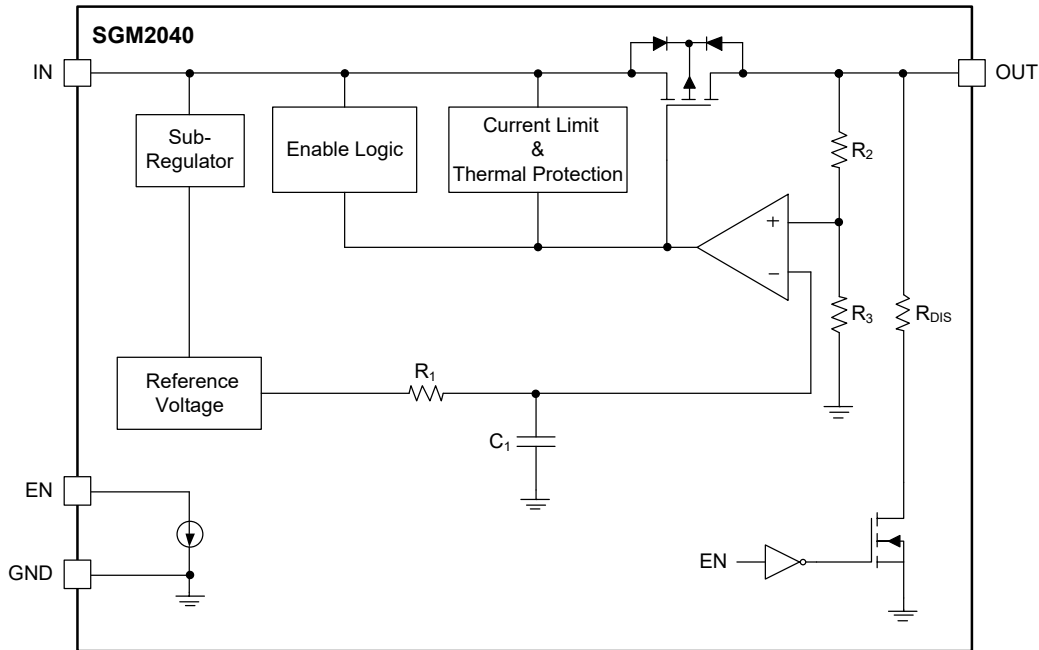 SGM2040
IN
OUT
Sub-
Regulator
Enable Logic
Current Limit
&
Thermal Protection
R2
+
−
R3
RDIS
Reference
Voltage
R1
C1
EN
GND
EN